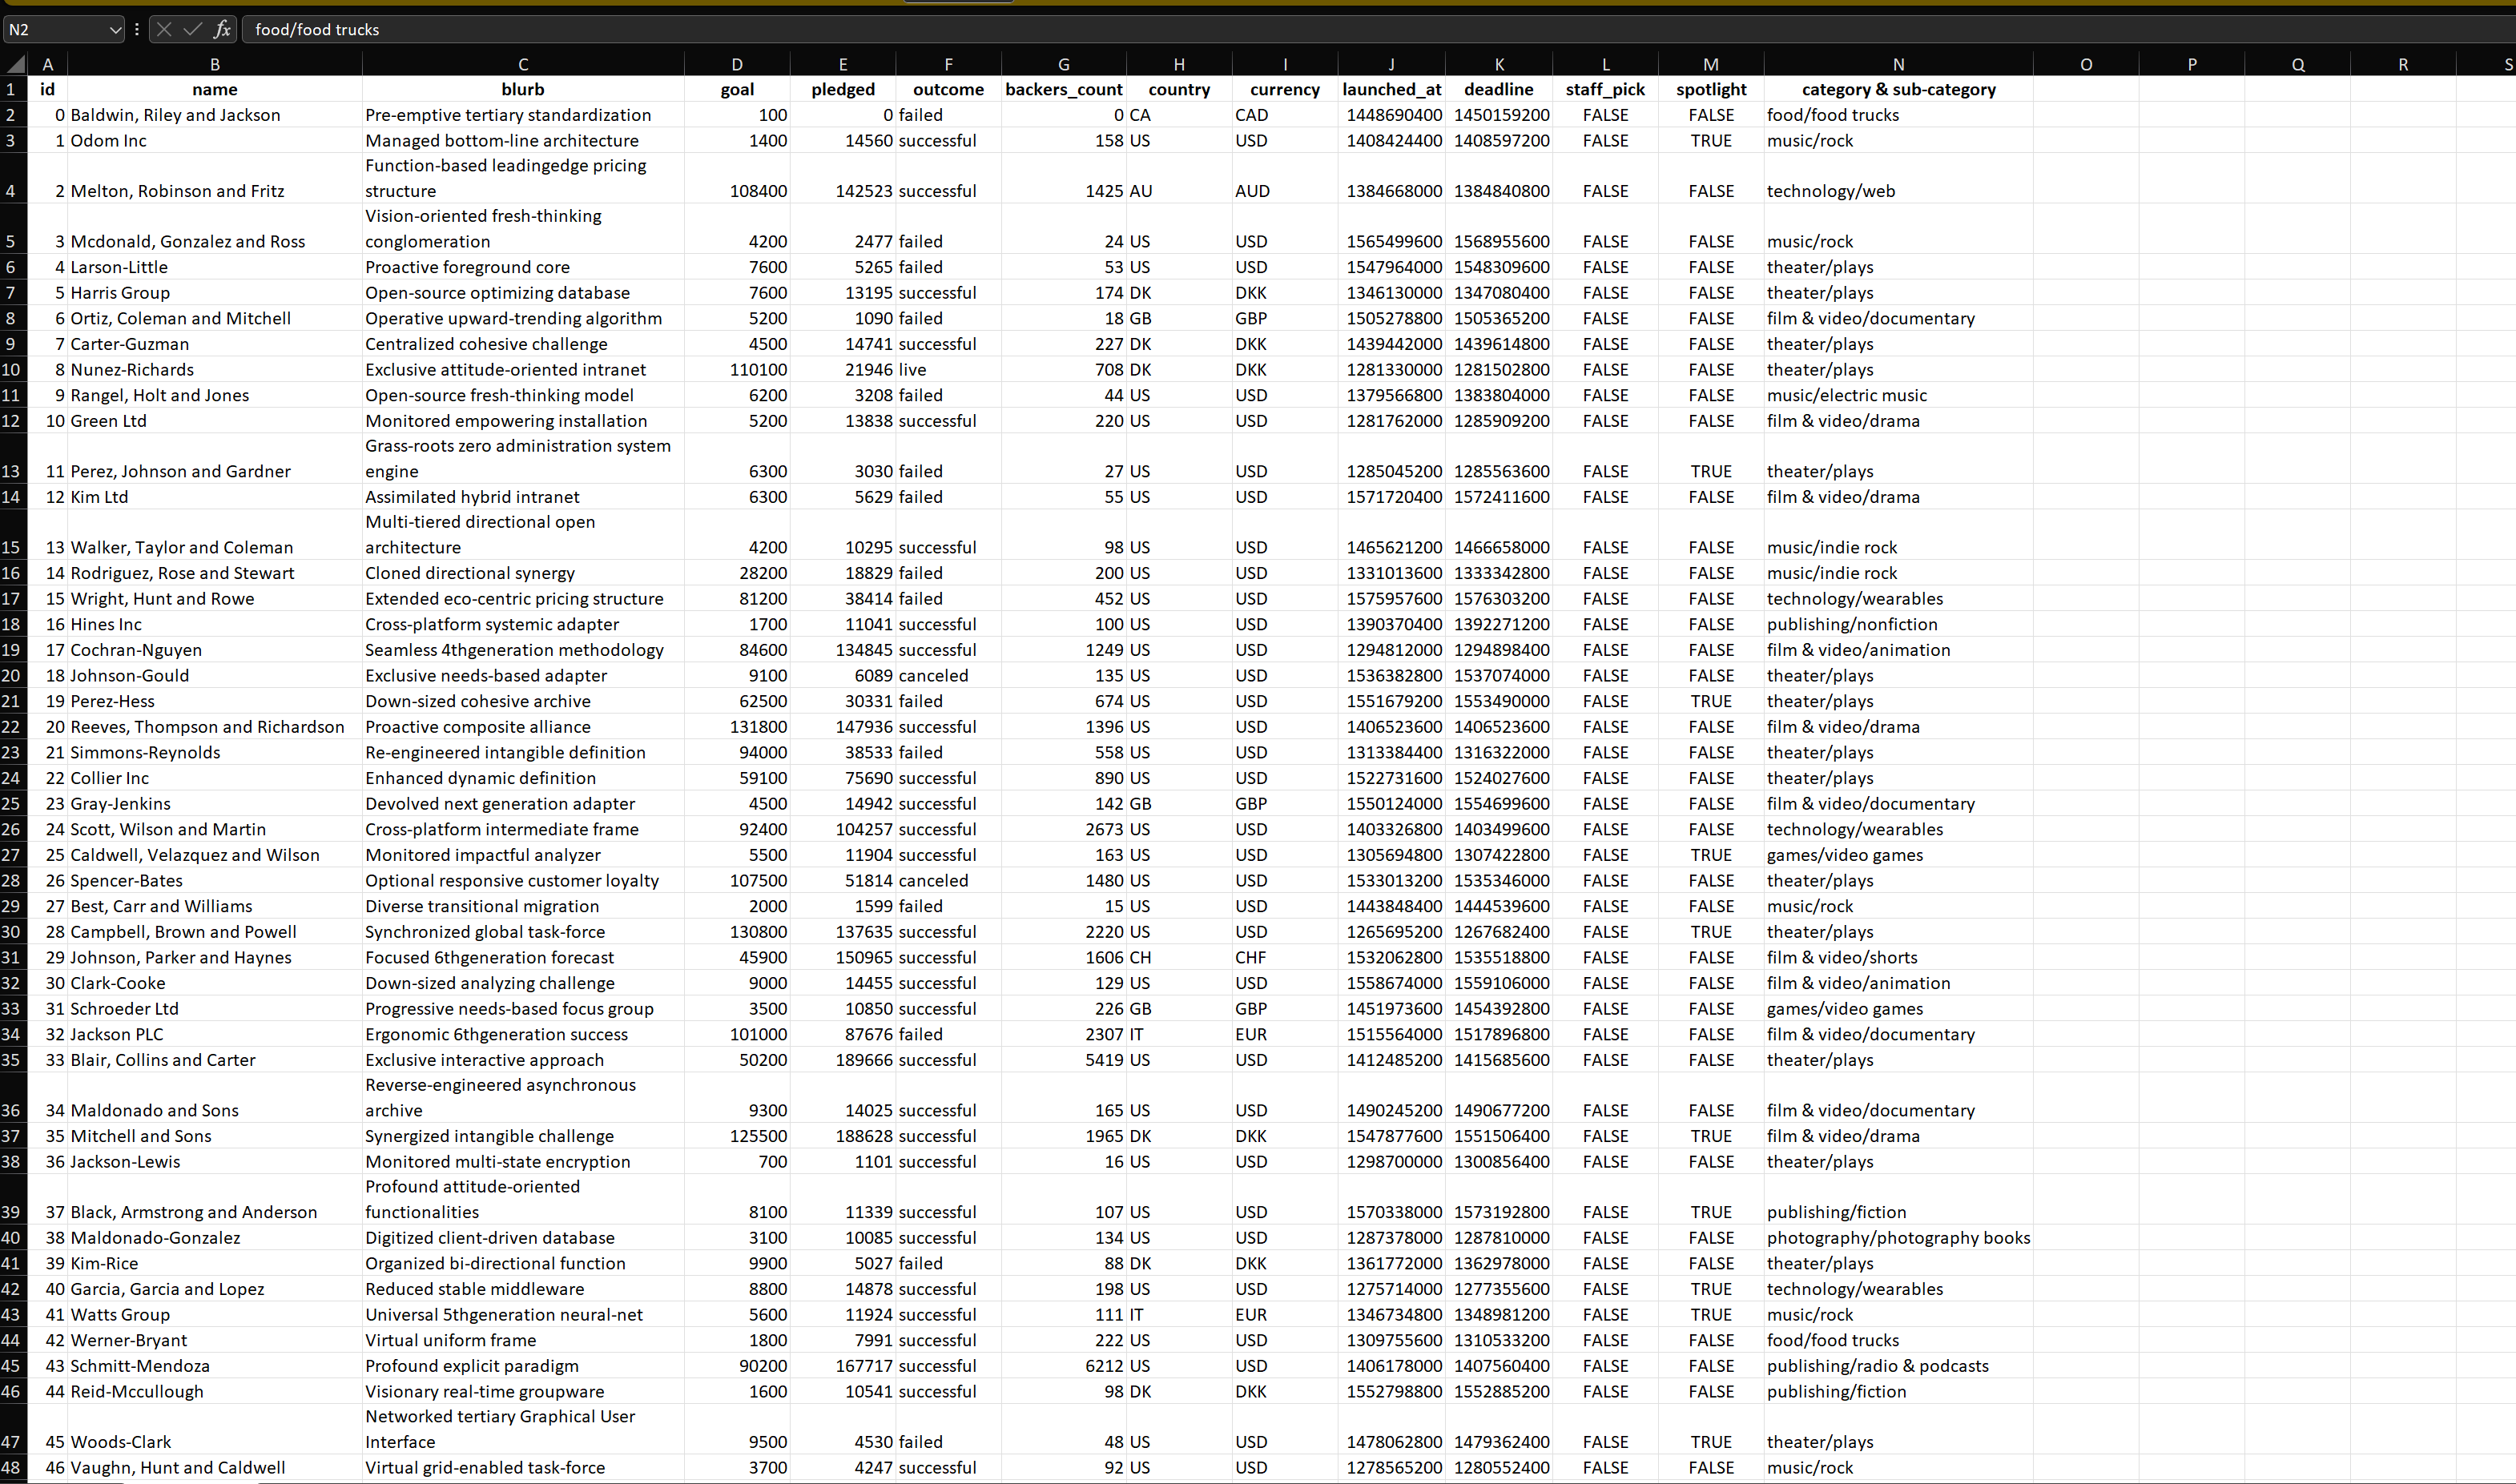 N2 fx food/food trucks
A B C D E F G H I J K L M N O P Q R S
1 id name blurb goal pledged outcome backers_count country currency launched_at deadline staff_pick spotlight category & sub-category
2 0 Baldwin, Riley and Jackson Pre-emptive tertiary standardization 100 0 failed 0 CA CAD 1448690400 1450159200 FALSE FALSE food/food trucks
3 1 Odom Inc Managed bottom-line architecture 1400 14560 successful 158 US USD 1408424400 1408597200 FALSE TRUE music/rock
Function-based leadingedge pricing
4 2 Melton, Robinson and Fritz structure 108400 142523 successful 1425 AU AUD 1384668000 1384840800 FALSE FALSE technology/web
Vision-oriented fresh-thinking
5 3 Mcdonald, Gonzalez and Ross conglomeration 4200 2477 failed 24 US USD 1565499600 1568955600 FALSE FALSE music/rock
6 4 Larson-Little Proactive foreground core 7600 5265 failed 53 US USD 1547964000 1548309600 FALSE FALSE theater/plays
7 5 Harris Group Open-source optimizing database 7600 13195 successful 174 DK DKK 1346130000 1347080400 FALSE FALSE theater/plays
8 6 Ortiz, Coleman and Mitchell Operative upward-trending algorithm 5200 1090 failed 18 GB GBP 1505278800 1505365200 FALSE FALSE film & video/documentary
9 7 Carter-Guzman Centralized cohesive challenge 4500 14741 successful 227 DK DKK 1439442000 1439614800 FALSE FALSE theater/plays
10 8 Nunez-Richards Exclusive attitude-oriented intranet 110100 21946 live 708 DK DKK 1281330000 1281502800 FALSE FALSE theater/plays
11 9 Rangel, Holt and Jones Open-source fresh-thinking model 6200 3208 failed 44 US USD 1379566800 1383804000 FALSE FALSE music/electric music
12 10 Green Ltd Monitored empowering installation 5200 13838 successful 220 US USD 1281762000 1285909200 FALSE FALSE film & video/drama
Grass-roots zero administration system
13 11 Perez, Johnson and Gardner engine 6300 3030 failed 27 US USD 1285045200 1285563600 FALSE TRUE theater/plays
14 12 Kim Ltd Assimilated hybrid intranet 6300 5629 failed 55 US USD 1571720400 1572411600 FALSE FALSE film & video/drama
Multi-tiered directional open
15 13 Walker, Taylor and Coleman architecture 4200 10295 successful 98 US USD 1465621200 1466658000 FALSE FALSE music/indie rock
16 14 Rodriguez, Rose and Stewart Cloned directional synergy 28200 18829 failed 200 US USD 1331013600 1333342800 FALSE FALSE music/indie rock
17 15 Wright, Hunt and Rowe Extended eco-centric pricing structure 81200 38414 failed 452 US USD 1575957600 1576303200 FALSE FALSE technology/wearables
18 16 Hines Inc Cross-platform systemic adapter 1700 11041 successful 100 US USD 1390370400 1392271200 FALSE FALSE publishing/nonfiction
19 17 Cochran-Nguyen Seamless 4thgeneration methodology 84600 134845 successful 1249 US USD 1294812000 1294898400 FALSE FALSE film & video/animation
20 18 Johnson-Gould Exclusive needs-based adapter 9100 6089 canceled 135 US USD 1536382800 1537074000 FALSE FALSE theater/plays
21 19 Perez-Hess Down-sized cohesive archive 62500 30331 failed 674 US USD 1551679200 1553490000 FALSE TRUE theater/plays
22 20 Reeves, Thompson and Richardson Proactive composite alliance 131800 147936 successful 1396 US USD 1406523600 1406523600 FALSE FALSE film & video/drama
23 21 Simmons-Reynolds Re-engineered intangible definition 94000 38533 failed 558 US USD 1313384400 1316322000 FALSE FALSE theater/plays
24 22 Collier Inc Enhanced dynamic definition 59100 75690 successful 890 US USD 1522731600 1524027600 FALSE FALSE theater/plays
25 23 Gray-Jenkins Devolved next generation adapter 4500 14942 successful 142 GB GBP 1550124000 1554699600 FALSE FALSE film & video/documentary
26 24 Scott, Wilson and Martin Cross-platform intermediate frame 92400 104257 successful 2673 US USD 1403326800 1403499600 FALSE FALSE technology/wearables
27 25 Caldwell, Velazquez and Wilson Monitored impactful analyzer 5500 11904 successful 163 US USD 1305694800 1307422800 FALSE TRUE games/video games
28 26 Spencer-Bates Optional responsive customer loyalty 107500 51814 canceled 1480 US USD 1533013200 1535346000 FALSE FALSE theater/plays
29 27 Best, Carr and Williams Diverse transitional migration 2000 1599 failed 15 US USD 1443848400 1444539600 FALSE FALSE music/rock
30 28 Campbell, Brown and Powell Synchronized global task-force 130800 137635 successful 2220 US USD 1265695200 1267682400 FALSE TRUE theater/plays
31 29 Johnson, Parker and Haynes Focused 6thgeneration forecast 45900 150965 successful 1606 CH CHF 1532062800 1535518800 FALSE FALSE film & video/shorts
32 30 Clark-Cooke Down-sized analyzing challenge 9000 14455 successful 129 US USD 1558674000 1559106000 FALSE FALSE film & video/animation
33 31 Schroeder Ltd Progressive needs-based focus group 3500 10850 successful 226 GB GBP 1451973600 1454392800 FALSE FALSE games/video games
34 32 Jackson PLC Ergonomic 6thgeneration success 101000 87676 failed 2307 IT EUR 1515564000 1517896800 FALSE FALSE film & video/documentary
35 33 Blair, Collins and Carter Exclusive interactive approach 50200 189666 successful 5419 US USD 1412485200 1415685600 FALSE FALSE theater/plays
Reverse-engineered asynchronous
36 34 Maldonado and Sons archive 9300 14025 successful 165 US USD 1490245200 1490677200 FALSE FALSE film & video/documentary
37 35 Mitchell and Sons Synergized intangible challenge 125500 188628 successful 1965 DK DKK 1547877600 1551506400 FALSE TRUE film & video/drama
38 36 Jackson-Lewis Monitored multi-state encryption 700 1101 successful 16 US USD 1298700000 1300856400 FALSE FALSE theater/plays
Profound attitude-oriented
39 37 Black, Armstrong and Anderson functionalities 8100 11339 successful 107 US USD 1570338000 1573192800 FALSE TRUE publishing/fiction
40 38 Maldonado-Gonzalez Digitized client-driven database 3100 10085 successful 134 US USD 1287378000 1287810000 FALSE FALSE photography/photography books
41 39 Kim-Rice Organized bi-directional function 9900 5027 failed 88 DK DKK 1361772000 1362978000 FALSE FALSE theater/plays
42 40 Garcia, Garcia and Lopez Reduced stable middleware 8800 14878 successful 198 US USD 1275714000 1277355600 FALSE TRUE technology/wearables
43 41 Watts Group Universal 5thgeneration neural-net 5600 11924 successful 111 IT EUR 1346734800 1348981200 FALSE TRUE music/rock
44 42 Werner-Bryant Virtual uniform frame 1800 7991 successful 222 US USD 1309755600 1310533200 FALSE FALSE food/food trucks
45 43 Schmitt-Mendoza Profound explicit paradigm 90200 167717 successful 6212 US USD 1406178000 1407560400 FALSE FALSE publishing/radio & podcasts
46 44 Reid-Mccullough Visionary real-time groupware 1600 10541 successful 98 DK DKK 1552798800 1552885200 FALSE FALSE publishing/fiction
Networked tertiary Graphical User
47 45 Woods-Clark Interface 9500 4530 failed 48 US USD 1478062800 1479362400 FALSE TRUE theater/plays
48 46 Vaughn, Hunt and Caldwell Virtual grid-enabled task-force 3700 4247 successful 92 US USD 1278565200 1280552400 FALSE FALSE music/rock